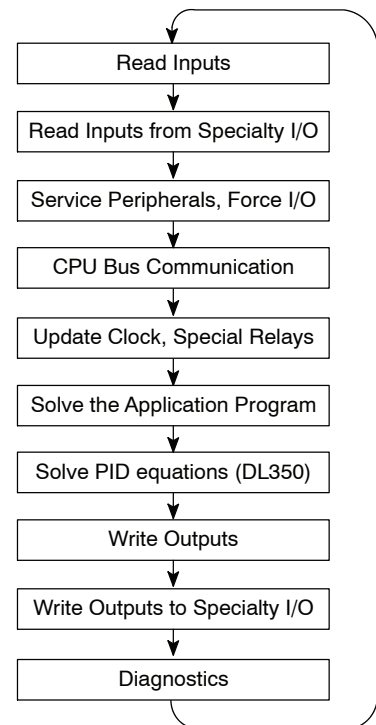 Read Inputs
Read Inputs from Specialty I/O
Service Peripherals, Force I/O
CPU Bus Communication
Update Clock, Special Relays
Solve the Application Program
Solve PID equations (DL350)
Write Outputs
Write Outputs to Specialty I/O
Diagnostics